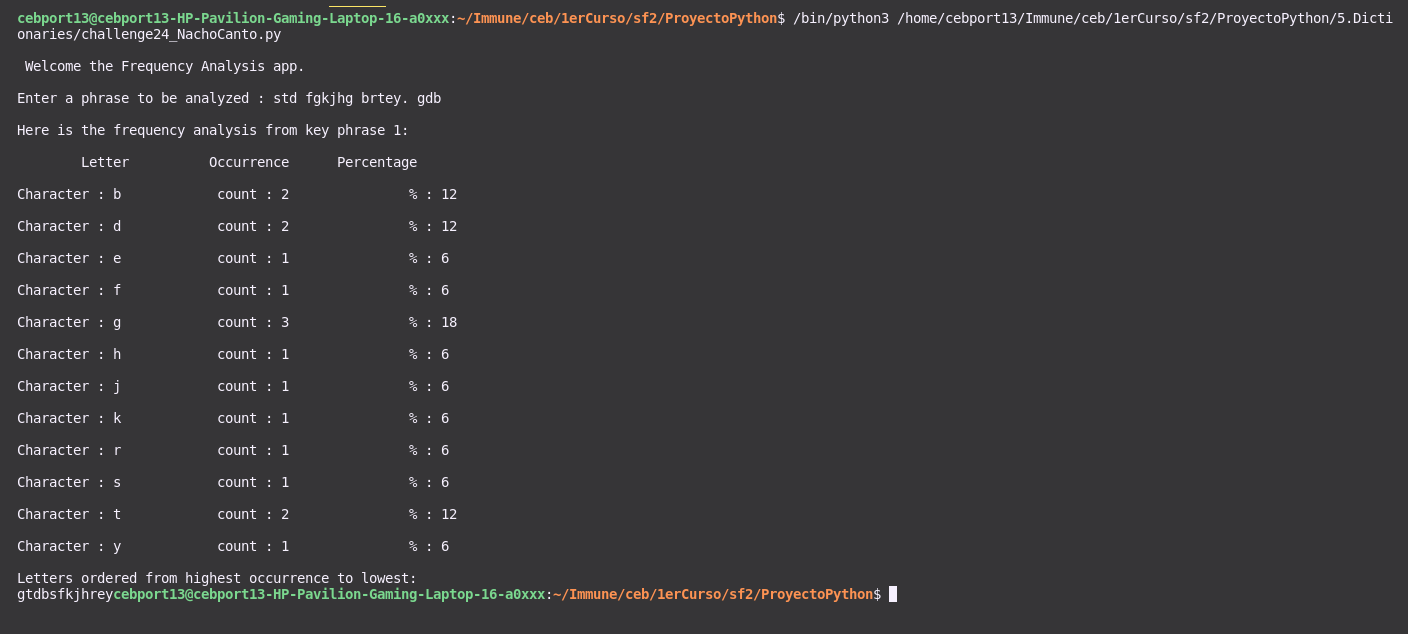 cebport13@cebport13-HP-Pavilion-Gaming-Laptop-16-a0xxx:~/Immune/ceb/1erCurso/sf2/ProyectoPython$ /bin/python3 /home/cebport13/Immune/ceb/1erCurso/sf2/ProyectoPython/5.Dicti
onaries/challenge24_NachoCanto.py
Welcome the Frequency Analysis app.
Enter a phrase to be analyzed : std fgkjhg brtey. gdb
Here is the frequency analysis from key phrase 1:
Letter Occurrence Percentage
Character : b count : 2 % : 12
Character : d count : 2 % : 12
Character : e count : 1 % : 6
Character : f count : 1 % : 6
Character : g count : 3 % : 18
Character : h count : 1 % : 6
Character : j count : 1 % : 6
Character : k count : 1 % : 6
Character : r count : 1 % : 6
Character : s count : 1 % : 6
Character : t count : 2 % : 12
Character : y count : 1 % : 6
Letters ordered from highest occurrence to lowest:
gtdbsfkjhreycebport13@cebport13-HP-Pavilion-Gaming-Laptop-16-a0xxx:~/Immune/ceb/1erCurso/sf2/ProyectoPython$